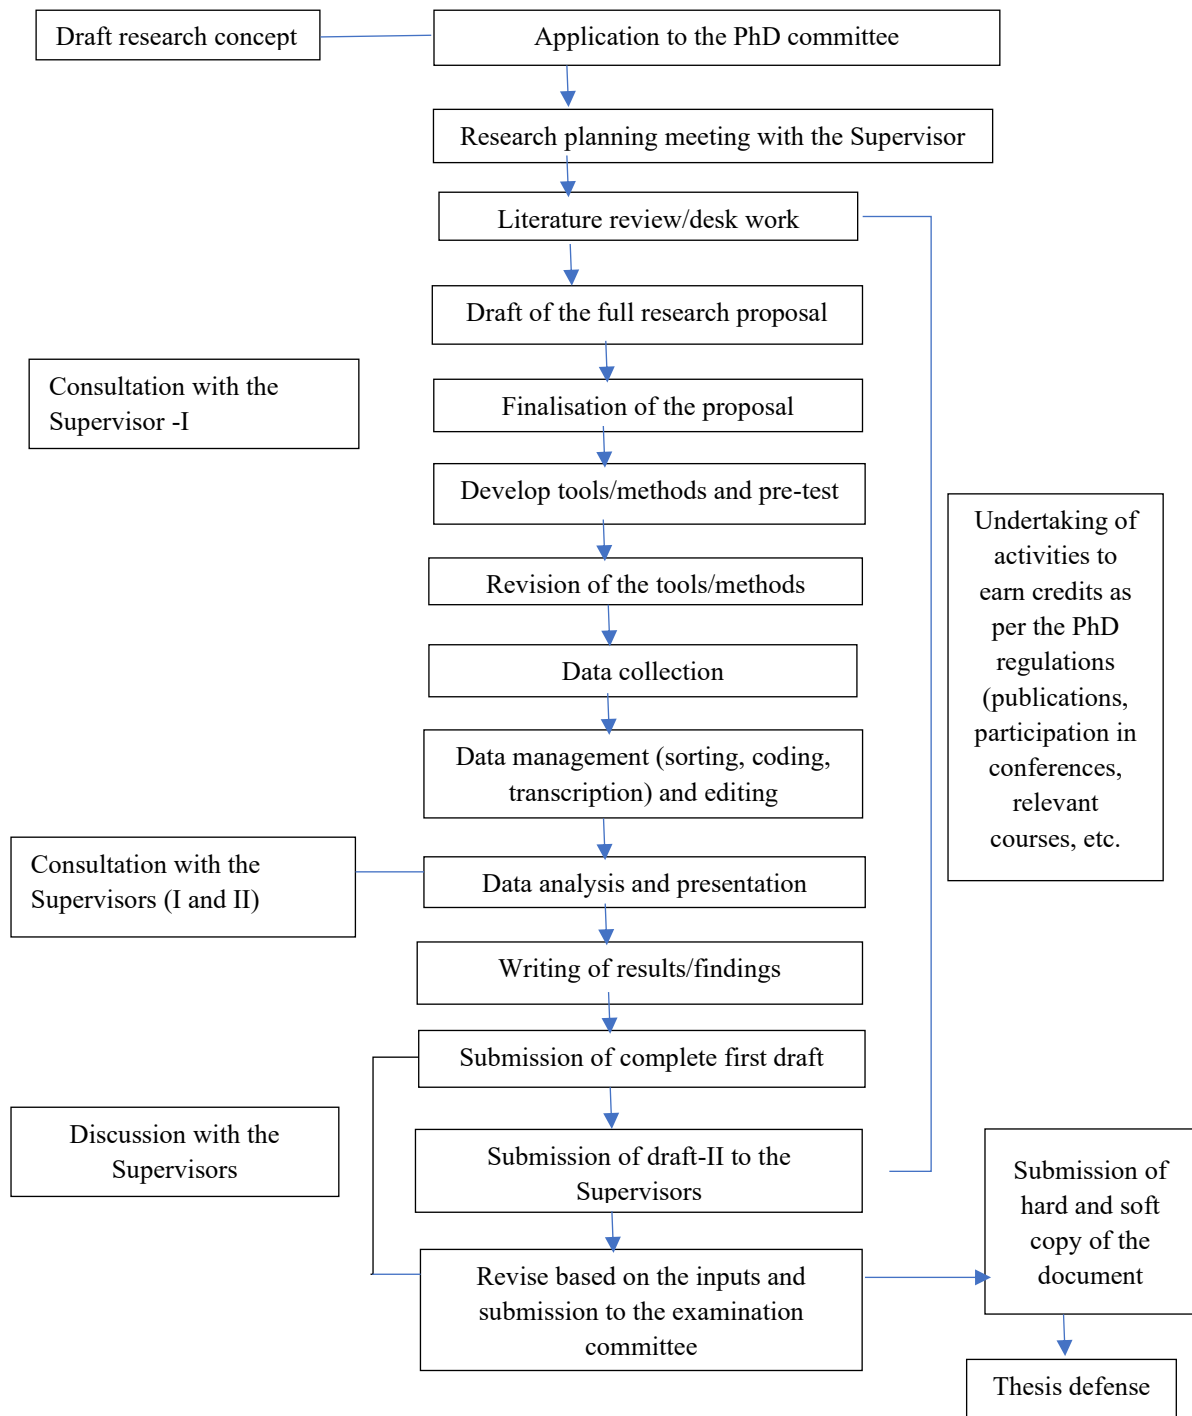 Draft research concept
Application to the PhD committee
Research planning meeting with the Supervisor
Literature review/desk work
Draft of the full research proposal
Consultation with the
Supervisor -I
Finalisation of the proposal
Develop tools/methods and pre-test
Revision of the tools/methods
Data collection
Data management (sorting, coding,
transcription) and editing
Undertaking of
activities to
earn credits as
per the PhD
regulations
(publications,
participation in
conferences,
relevant
courses, etc.
Consultation with the
Supervisors (I and II)
Data analysis and presentation
Writing of results/findings
Submission of complete first draft
Discussion with the
Supervisors
Submission of draft-II to the
Supervisors
Revise based on the inputs and
submission to the examination
committee
Submission of
hard and soft
copy of the
document
Thesis defense